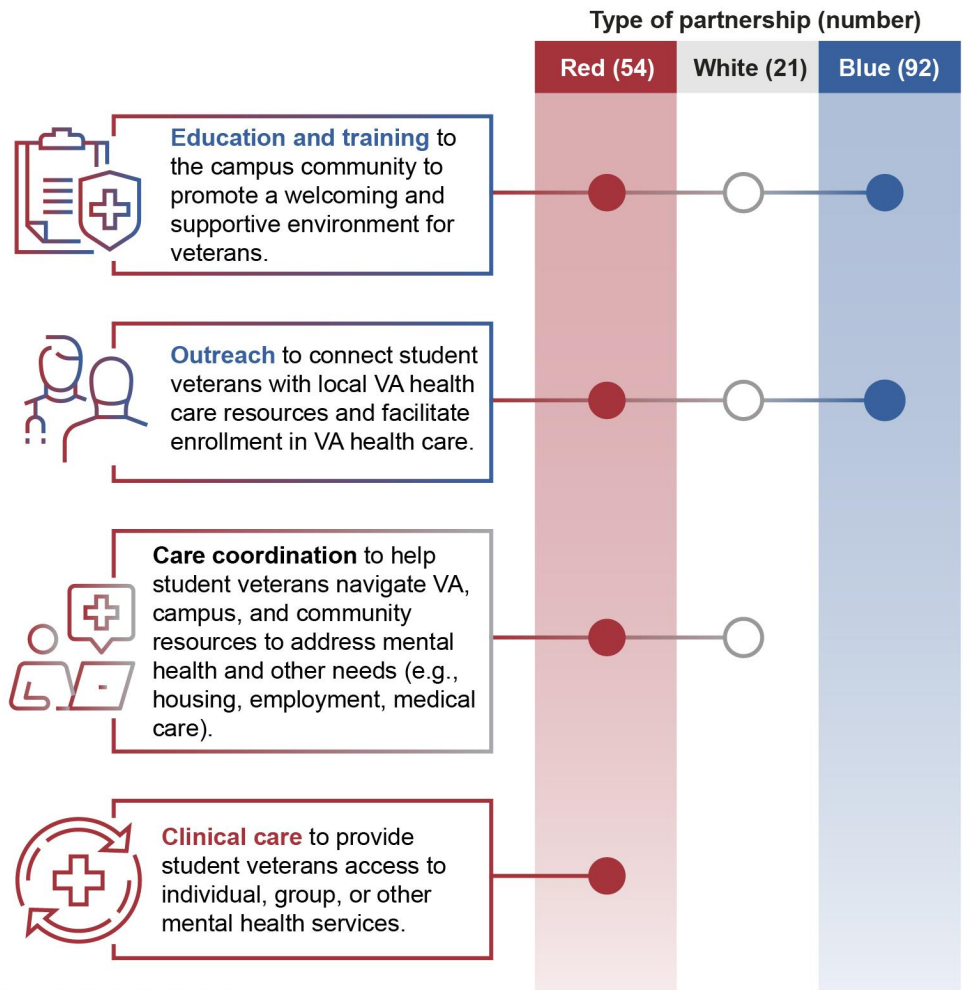 Type of partnership (number)
Red (54) White (21) Blue (92)
Education and training to
the campus community to
promote a welcoming and
supportive environment for
veterans.
Outreach to connect student
veterans with local VA health
care resources and facilitate
enrollment in VA health care.
Care coordination to help
student veterans navigate VA,
campus, and community
resources to address mental
health and other needs (e.g.,
housing, employment, medical
care).
Clinical care to provide
student veterans access to
individual, group, or other
mental health services.